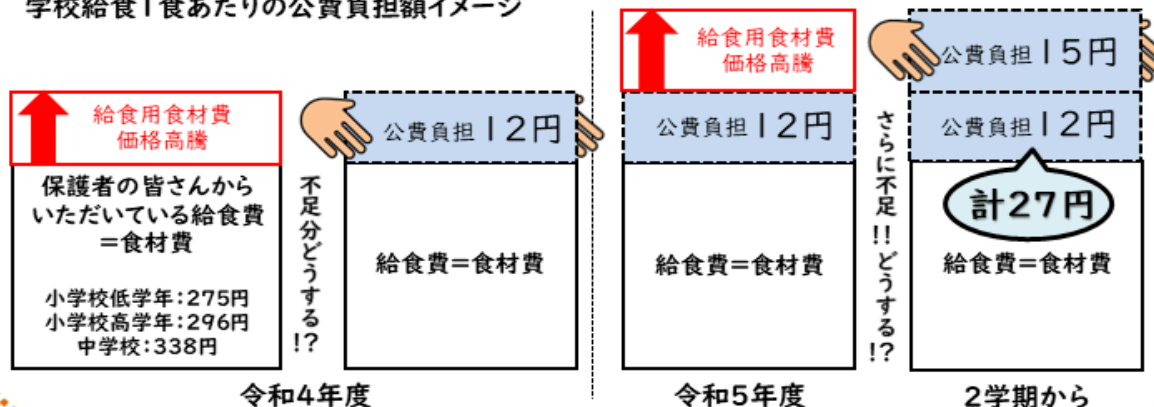 学校給食1食あたりの公費負担額イメージ
給食用食材費
価格高騰
保護者の皆さんから
いただいている給食費
=食材費
小学校低学年:275円
小学校高学年:296円
中学校:338円
不足分どうする!?
公費負担12円
給食費=食材費
令和4年度
給食用食材費
価格高騰
公費負担12円
給食費=食材費
令和5年度
さらに不足!!どうする!?
公費負担15円
公費負担12円
計27円
給食費=食材費
2学期から